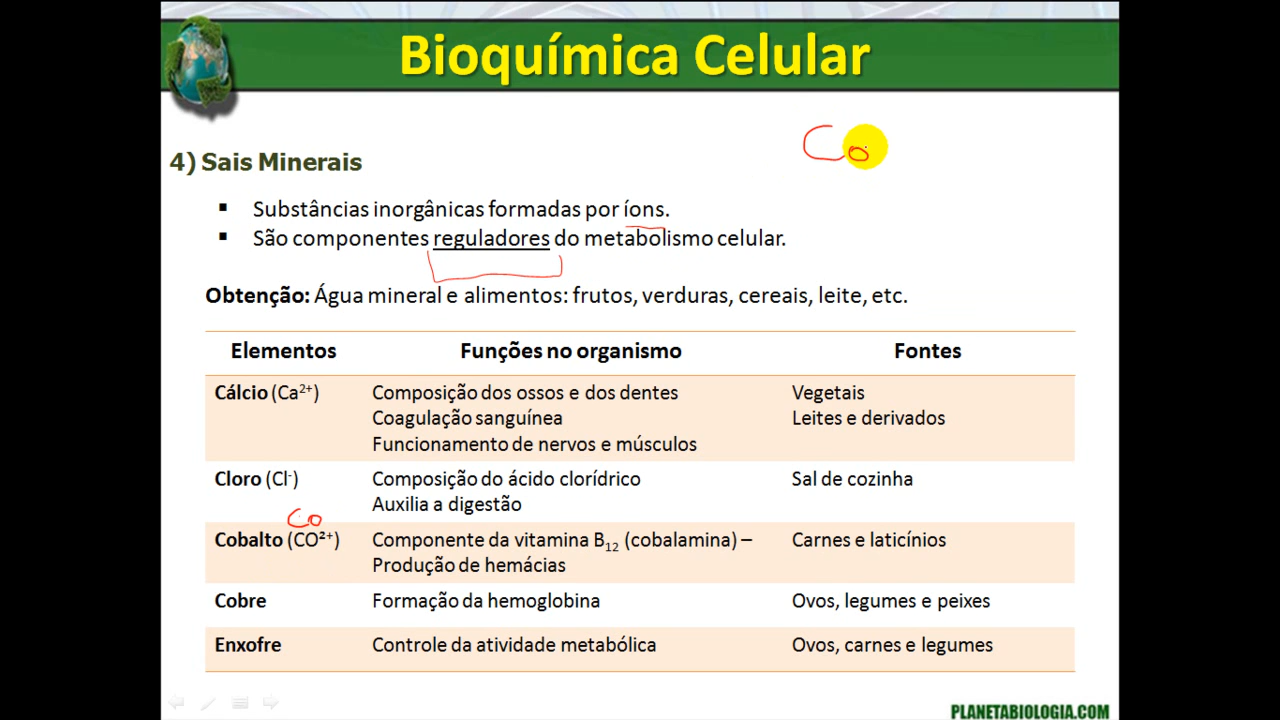 Bioquímica Celular
Co
4) Sais Minerais
▪ Substâncias inorgânicas formadas por íons.
▪ São componentes reguladores do metabolismo celular.
Obtenção: Água mineral e alimentos: frutos, verduras, cereais, leite, etc.
Elementos Funções no organismo Fontes
Cálcio (Ca²⁺) Composição dos ossos e dos dentes Vegetais
Coagulação sanguínea Leites e derivados
Funcionamento de nervos e músculos
Cloro (Cl⁻) Composição do ácido clorídrico Sal de cozinha
Auxilia a digestão
Co
Cobalto (CO²⁺) Componente da vitamina B₁₂ (cobalamina) – Carnes e laticínios
Produção de hemácias
Cobre Formação da hemoglobina Ovos, legumes e peixes
Enxofre Controle da atividade metabólica Ovos, carnes e legumes
PLANETABIOLOGIA.COM